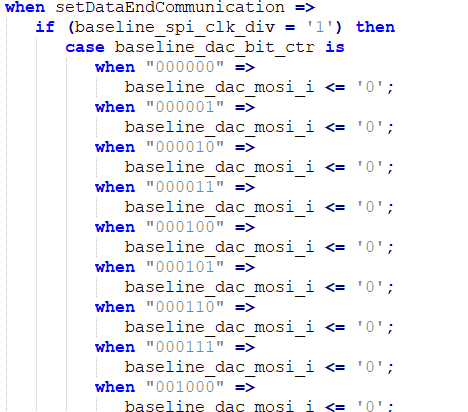 when setDataEndCommunication =>
if (baseline_spi_clk_div = '1') then
case baseline_dac_bit_ctr is
when "000000" =>
baseline_dac_mosi_i <= '0';
when "000001" =>
baseline_dac_mosi_i <= '0';
when "000010" =>
baseline_dac_mosi_i <= '0';
when "000011" =>
baseline_dac_mosi_i <= '0';
when "000100" =>
baseline_dac_mosi_i <= '0';
when "000101" =>
baseline_dac_mosi_i <= '0';
when "000110" =>
baseline_dac_mosi_i <= '0';
when "000111" =>
baseline_dac_mosi_i <= '0';
when "001000" =>
baseline_dac_mosi_i <= '0';